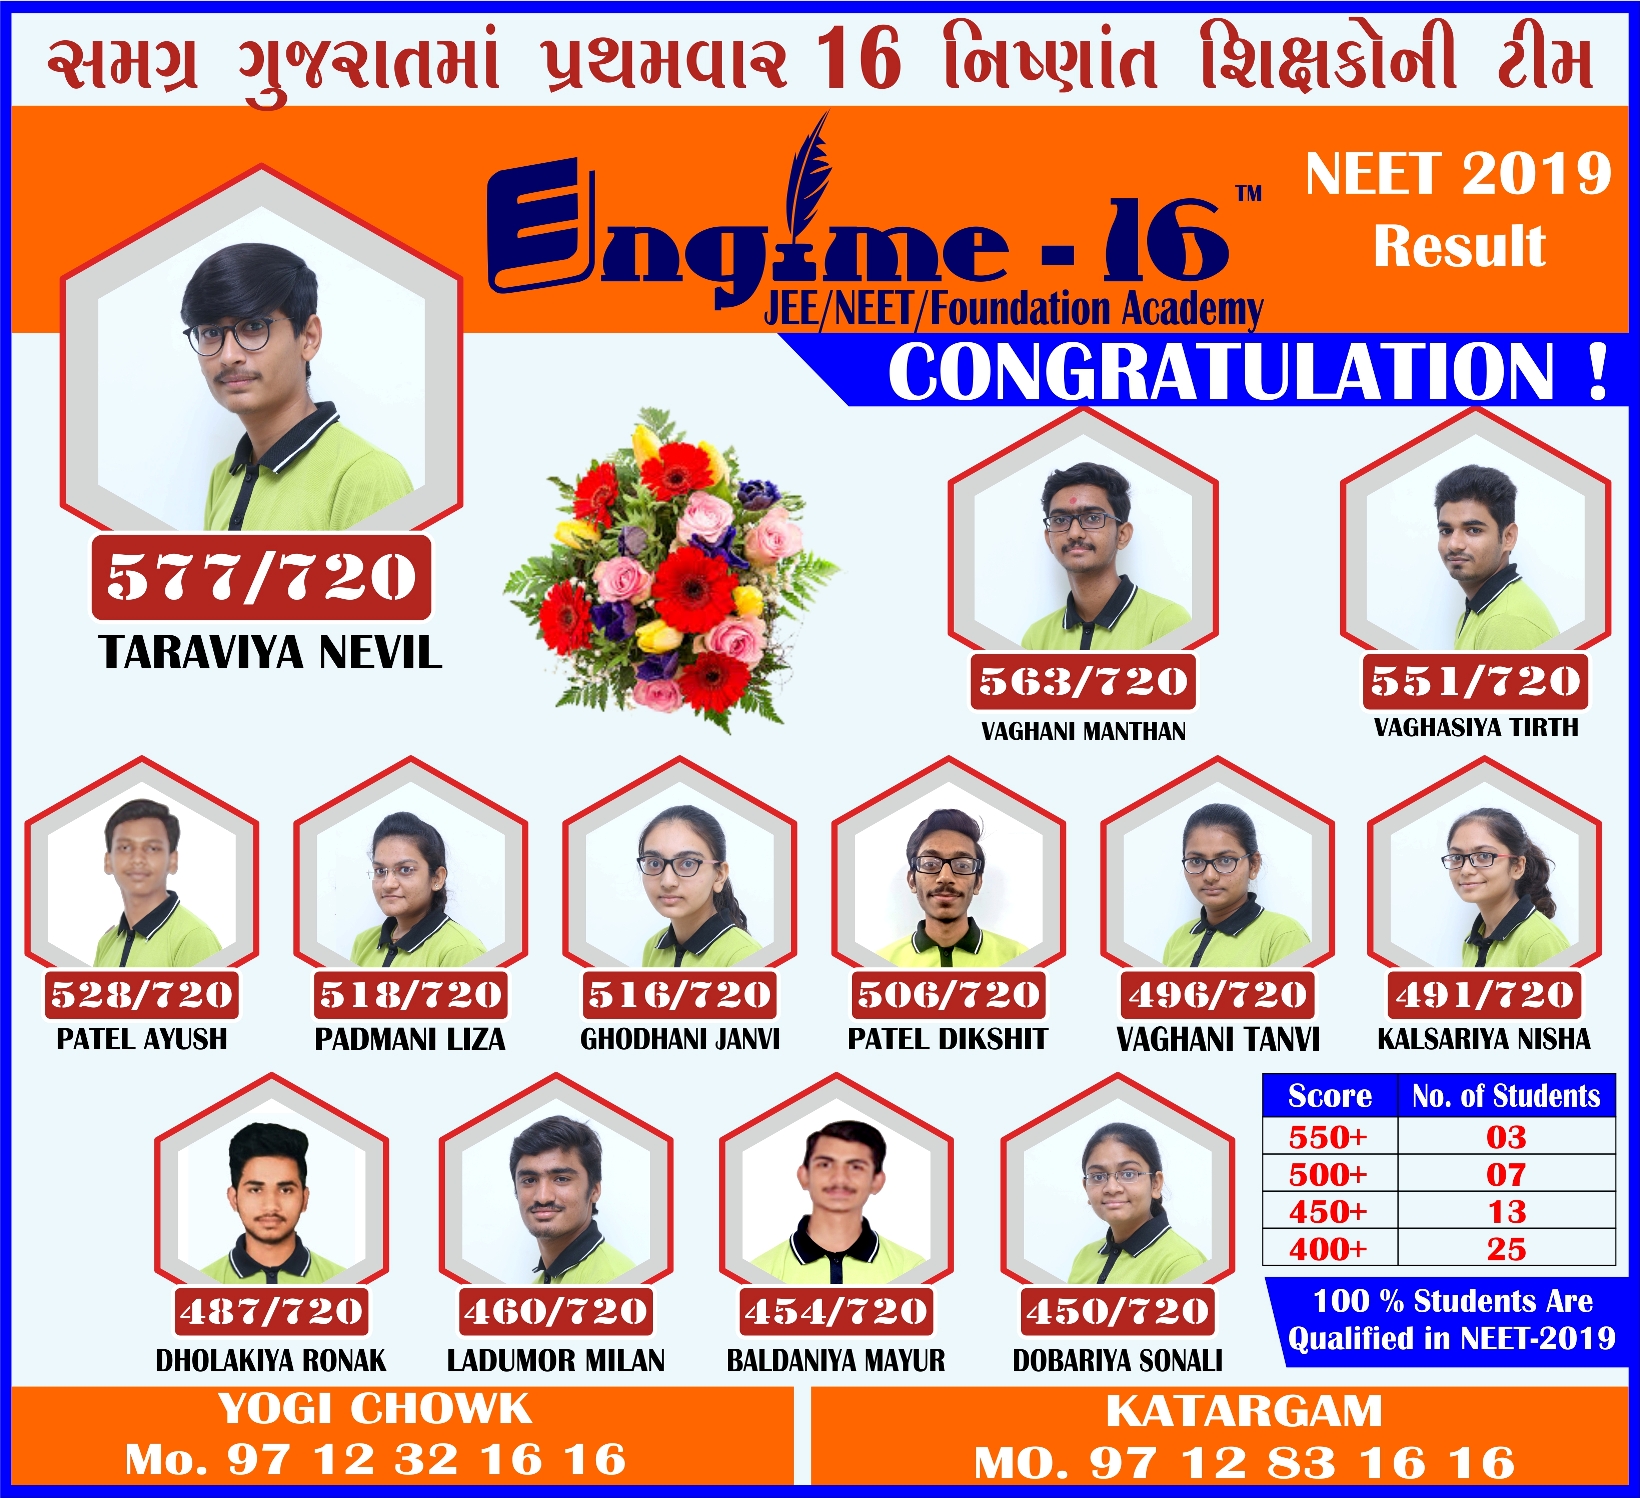 સમગ્ર ગુજરાતમાં પ્રથમવાર 16 નિષ્ણાંત શિક્ષકોની ટીમ
Engime - 16 ™
JEE/NEET/Foundation Academy
NEET 2019
Result
CONGRATULATION !
577/720
TARAVIYA NEVIL
563/720
VAGHANI MANTHAN
551/720
VAGHASIYA TIRTH
528/720
PATEL AYUSH
518/720
PADMANI LIZA
516/720
GHODHANI JANVI
506/720
PATEL DIKSHIT
496/720
VAGHANI TANVI
491/720
KALSARIYA NISHA
487/720
DHOLAKIYA RONAK
460/720
LADUMOR MILAN
454/720
BALDANIYA MAYUR
450/720
DOBARIYA SONALI
Score No. of Students
550+ 03
500+ 07
450+ 13
400+ 25
100 % Students Are
Qualified in NEET-2019
YOGI CHOWK
Mo. 97 12 32 16 16
KATARGAM
MO. 97 12 83 16 16